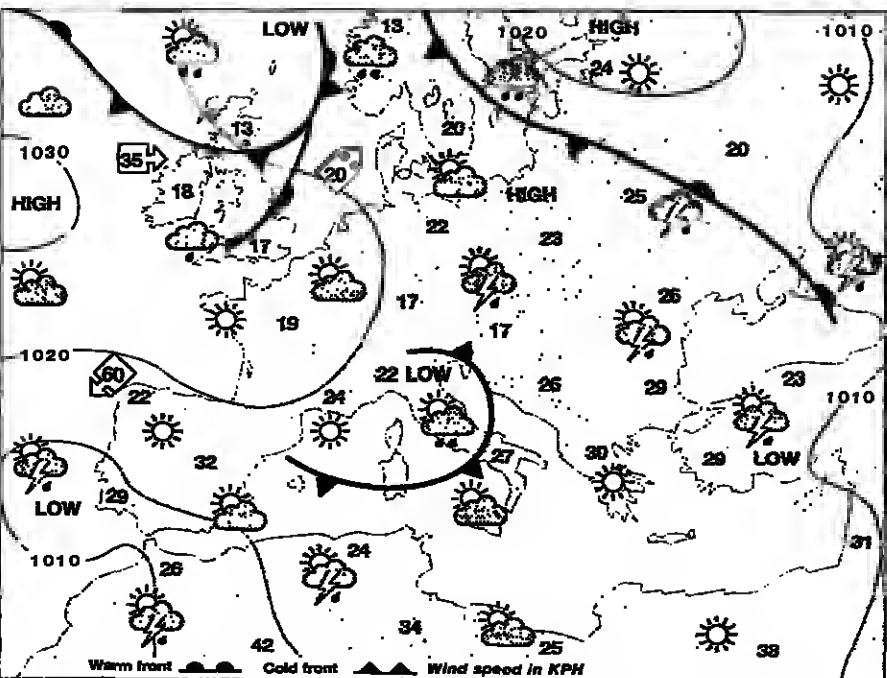 LOW 13 1020 HIGH 1010
24
13 20 20
1030 35
18 20
HIGH HIGH 25
17 22 23
19 17 26
17
1020
60 22 LOW 26 29 23
22 24 1010
32 27 30 29 LOW
29
LOW
1010 24 31
26
42 34 25 38
Warm front Cold front Wind speed in KPH